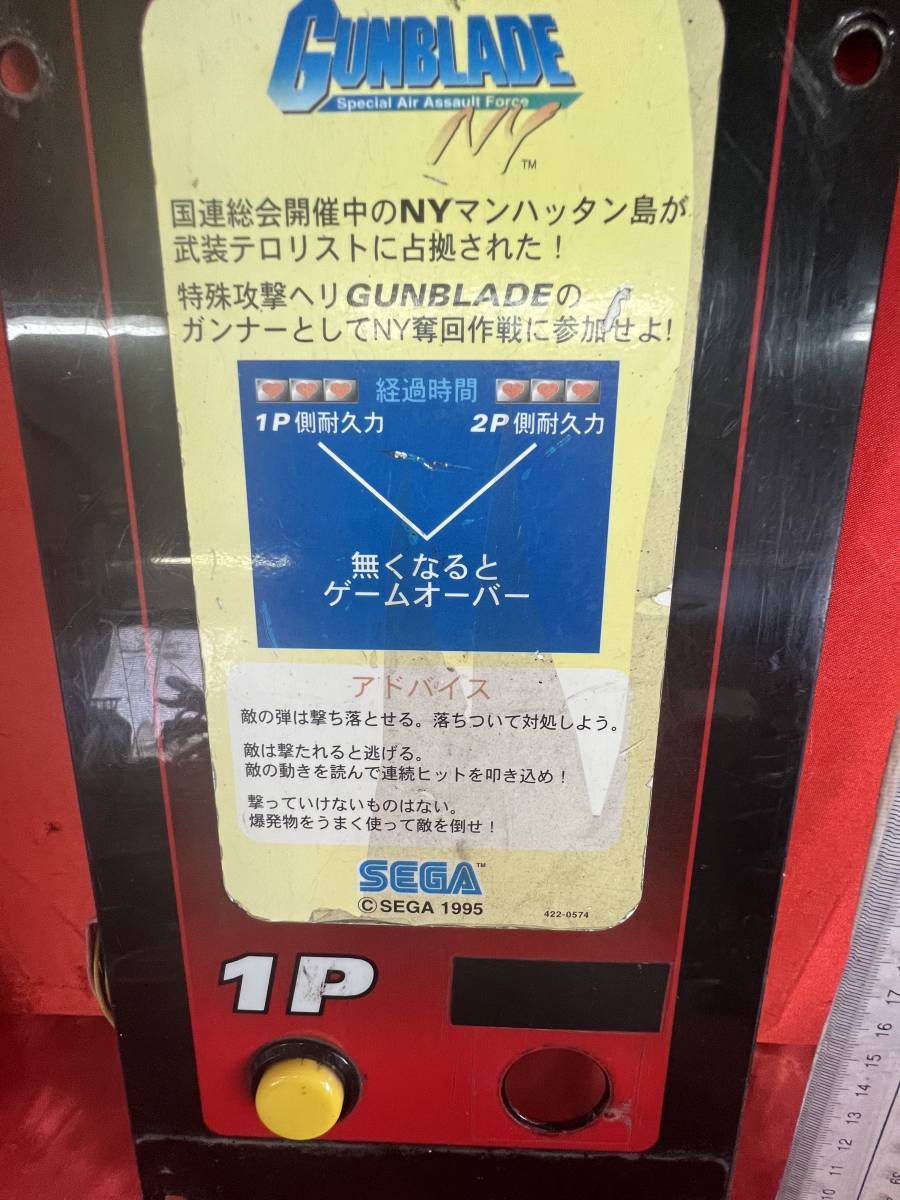 GUNBLADE
Special Air Assault Force
NY™
国連総会開催中のNYマンハッタン島が
武装テロリストに占拠された！
特殊攻撃ヘリGUNBLADEの
ガンナーとしてNY奪回作戦に参加せよ!
経過時間
1P側耐久力 2P側耐久力
無くなると
ゲームオーバー
アドバイス
敵の弾は撃ち落とせる。落ちついて対処しよう。
敵は撃たれると逃げる。
敵の動きを読んで連続ヒットを叩き込め！
撃っていけないものはない。
爆発物をうまく使って敵を倒せ！
SEGA™
©SEGA 1995
422-0574
1P
17
16
15
14
13
12
11